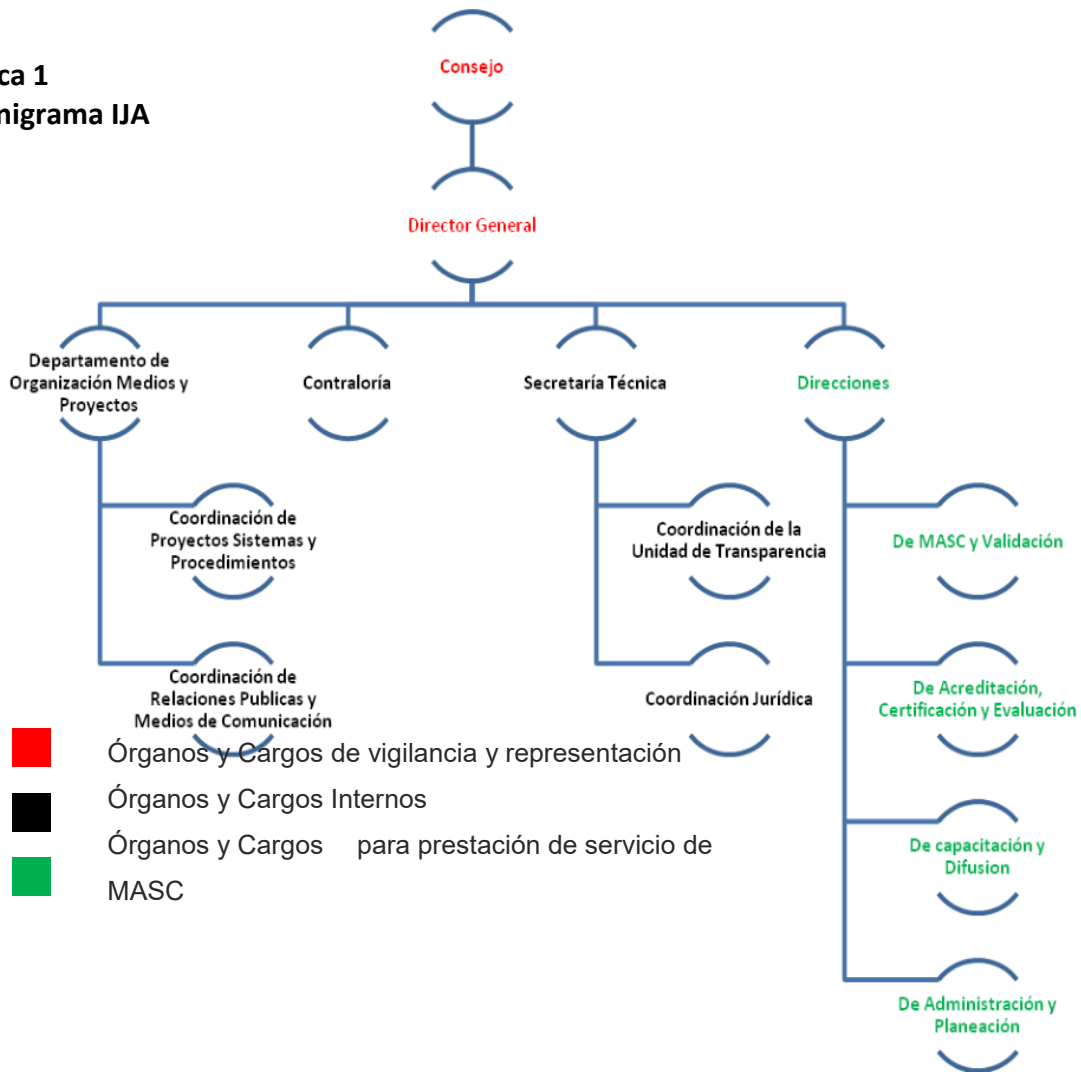 ca 1
nigrama IJA
Consejo
Director General
Departamento de
Organización Medios y
Proyectos
Contraloría
Secretaría Técnica
Direcciones
Coordinación de
Proyectos Sistemas y
Procedimientos
Coordinación de la
Unidad de Transparencia
De MASC y Validación
Coordinación de
Relaciones Publicas y
Medios de Comunicación
Coordinación Jurídica
De Acreditación,
Certificación y Evaluación
De capacitación y
Difusion
De Administración y
Planeación
Órganos y Cargos de vigilancia y representación
Órganos y Cargos Internos
Órganos y Cargos para prestación de servicio de
MASC